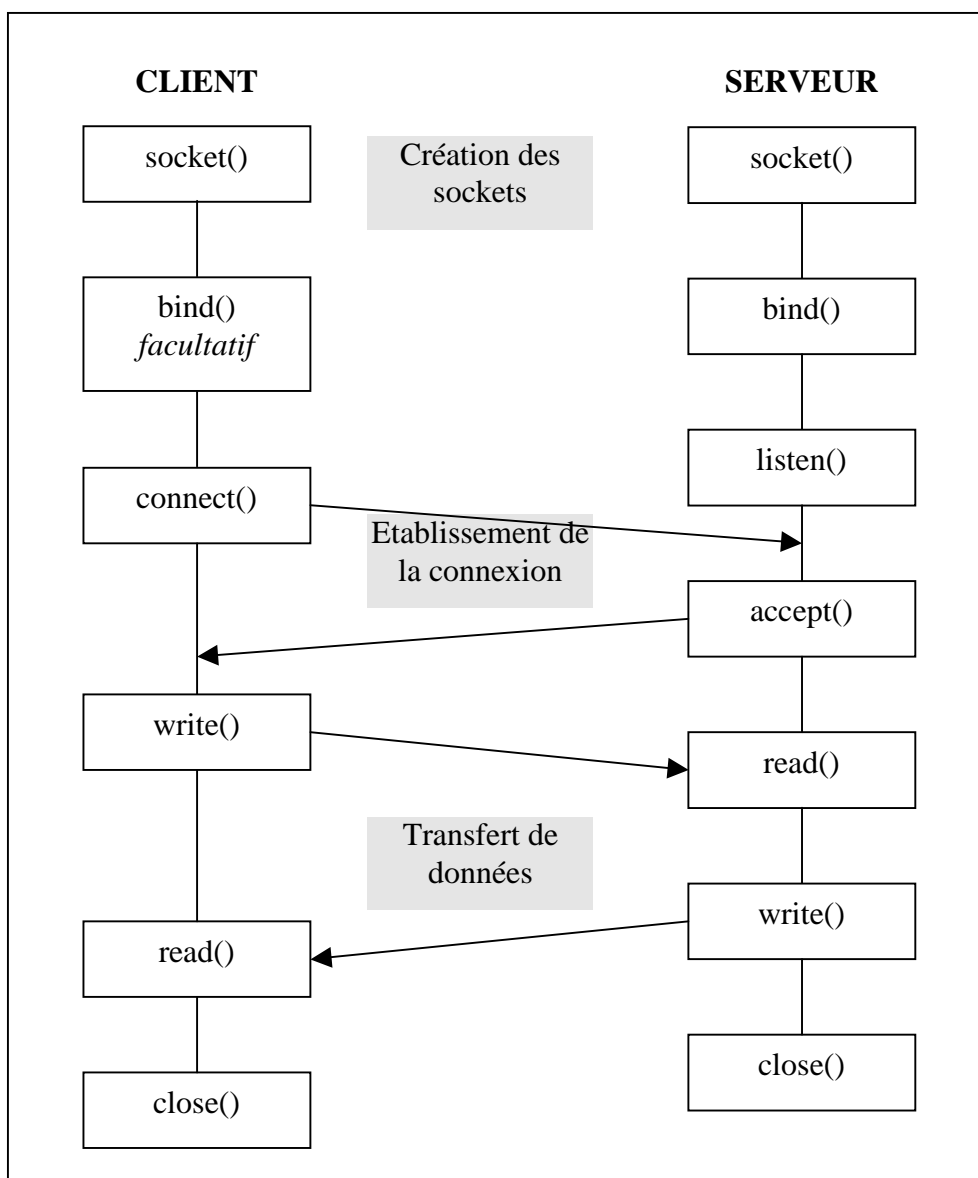 CLIENT
SERVEUR
socket()
Création des
sockets
socket()
bind()
facultatif
bind()
listen()
connect()
Etablissement de
la connexion
accept()
write()
read()
Transfert de
données
write()
read()
close()
close()